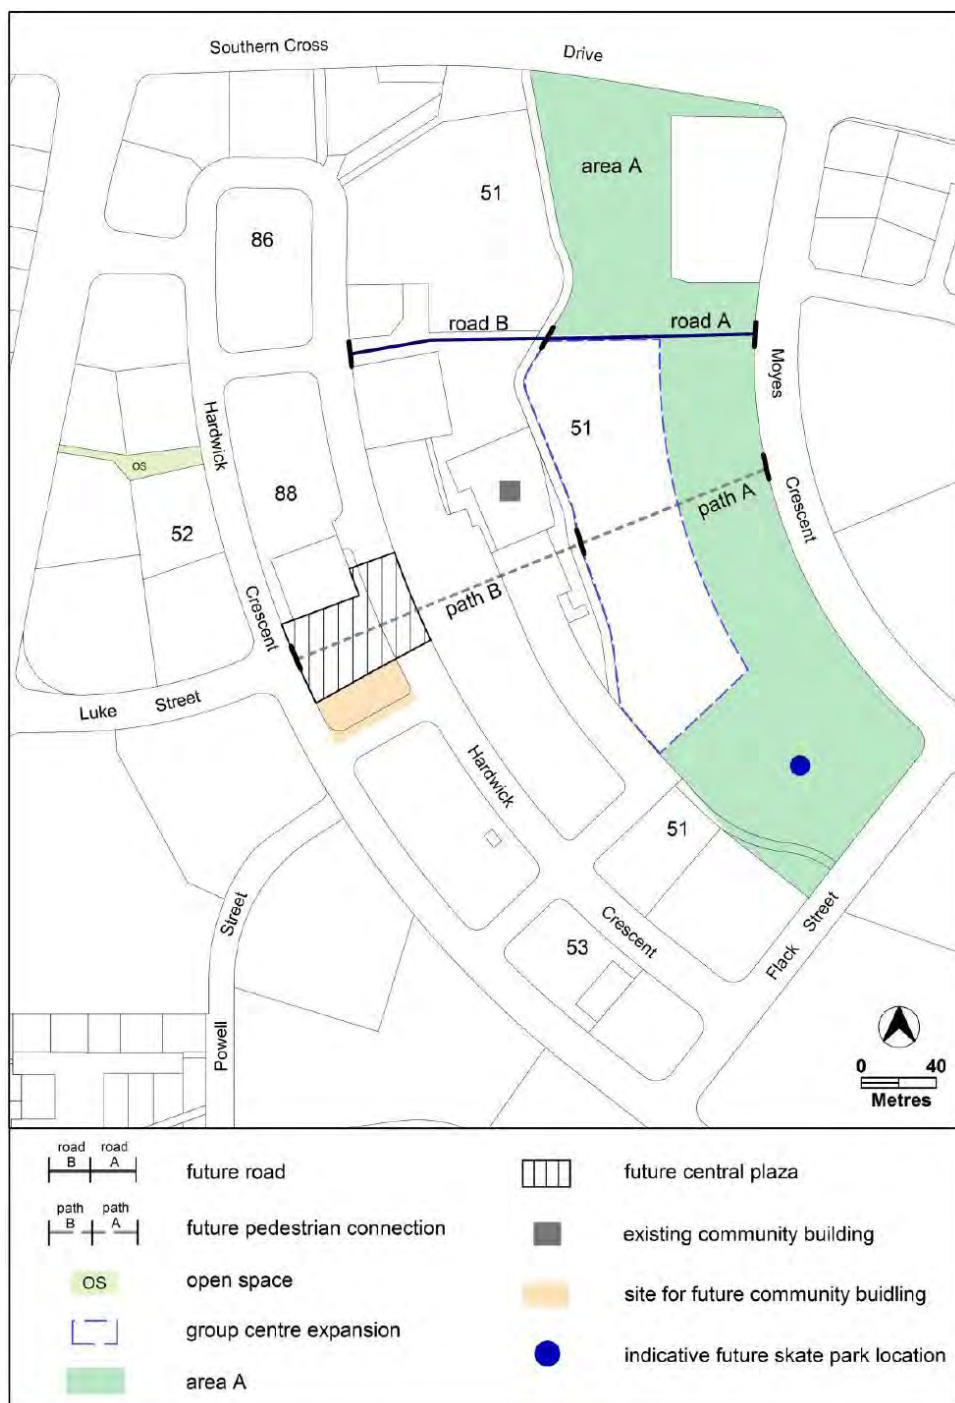 Southern Cross
Drive
area A
51
86
road B
road A
Moyes
Hardwick
51
os
88
path A
Crescent
52
path B
Crescent
Luke Street
Hardwick
51
Crescent
Street
53
Flack Street
Powell
0 40
Metres
road road
B A
future road
future central plaza
path path
B A
future pedestrian connection
existing community building
OS
open space
site for future community buidling
group centre expansion
indicative future skate park location
area A